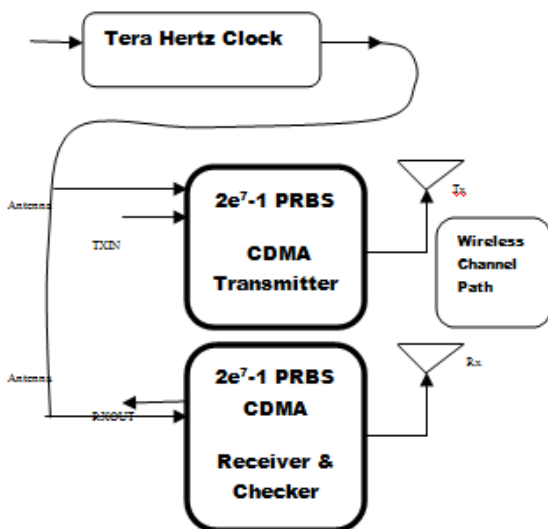 Tera Hertz Clock
2e⁷-1 PRBS
CDMA
Transmitter
Antenna
TXIN
Tx
Wireless
Channel
Path
2e⁷-1 PRBS
CDMA
Receiver &
Checker
Antenna
RXOUT
Rx